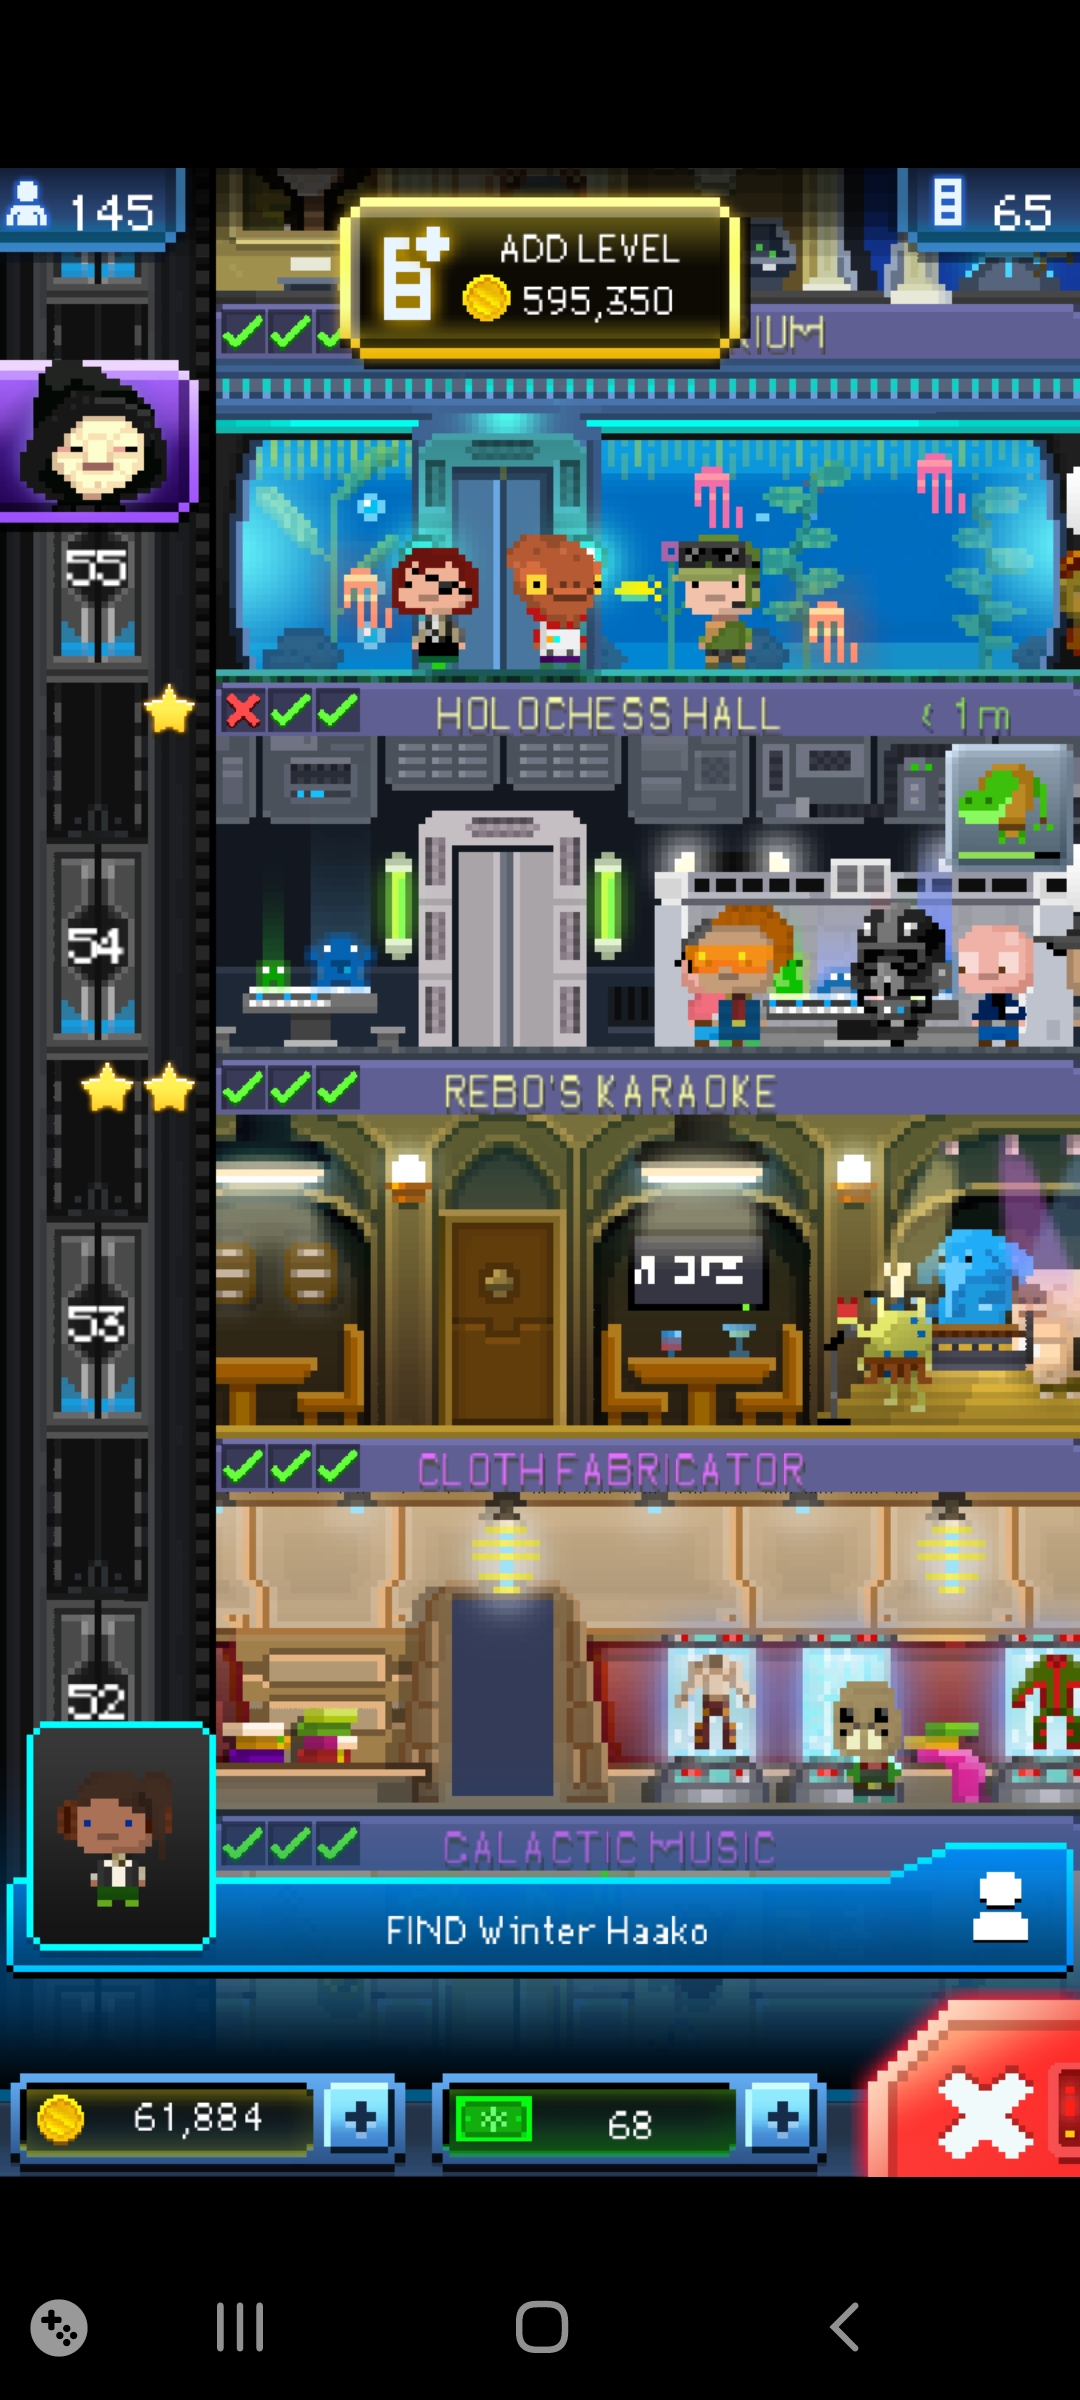 145
65
ADD LEVEL
595,350
55
HOLOCHESS HALL
< 1m
54
REBO'S KARAOKE
53
CLOTH FABRICATOR
52
GALACTIC MUSIC
FIND Winter Haako
61,884
68